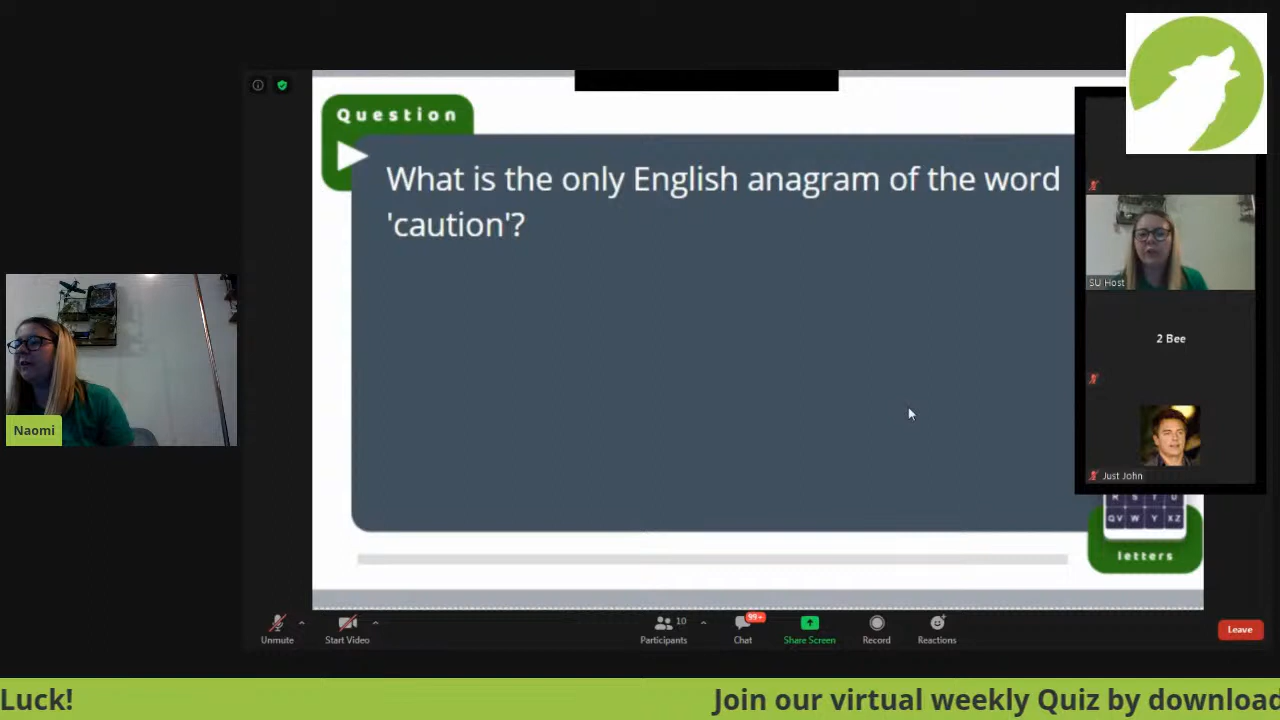 Question
What is the only English anagram of the word
'caution'?
SU Host
2 Bee
Just John
Naomi
R S T U
QV W Y XZ
letters
Unmute
Start Video
Participants
10
Chat
99+
Share Screen
Record
Reactions
Leave
Luck!
Join our virtual weekly Quiz by download